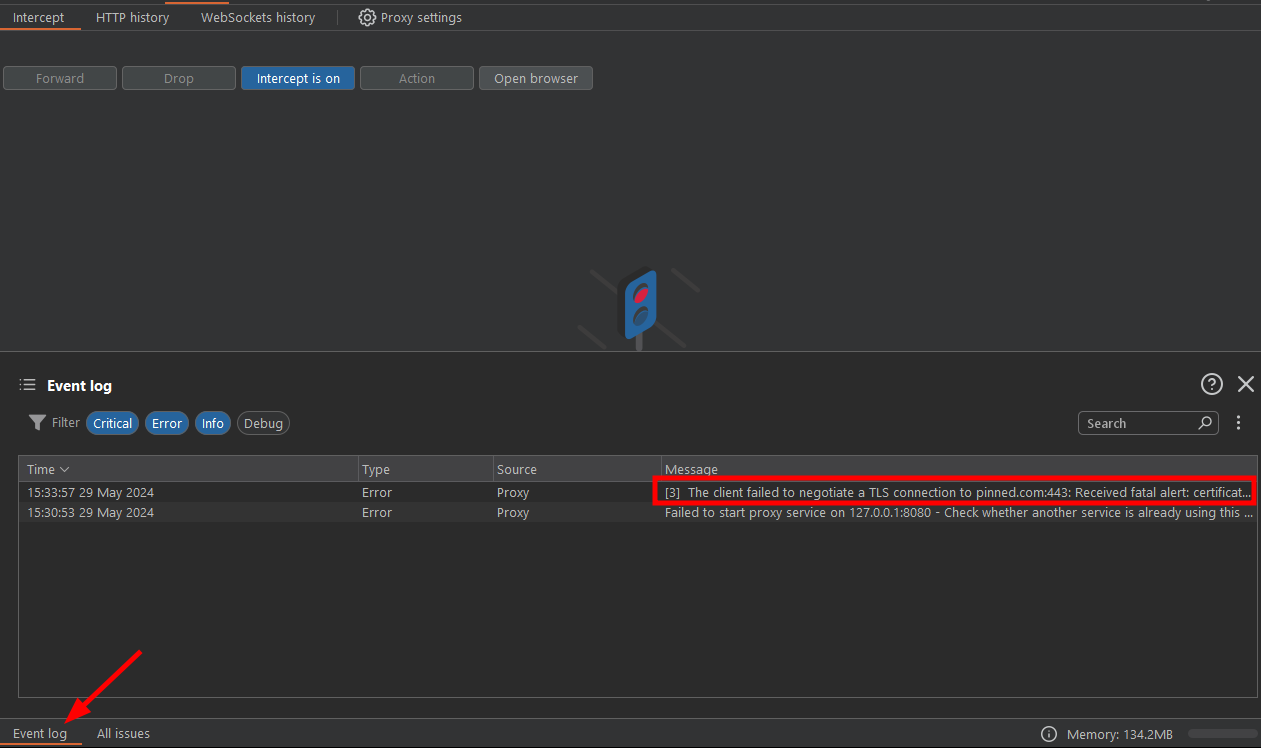 Intercept HTTP history WebSockets history Proxy settings
Forward Drop Intercept is on Action Open browser
Event log
Filter Critical Error Info Debug Search
Time Type Source Message
15:33:57 29 May 2024 Error Proxy [3] The client failed to negotiate a TLS connection to pinned.com:443: Received fatal alert: certificat...
15:30:53 29 May 2024 Error Proxy Failed to start proxy service on 127.0.0.1:8080 - Check whether another service is already using this ...
Event log All issues Memory: 134.2MB